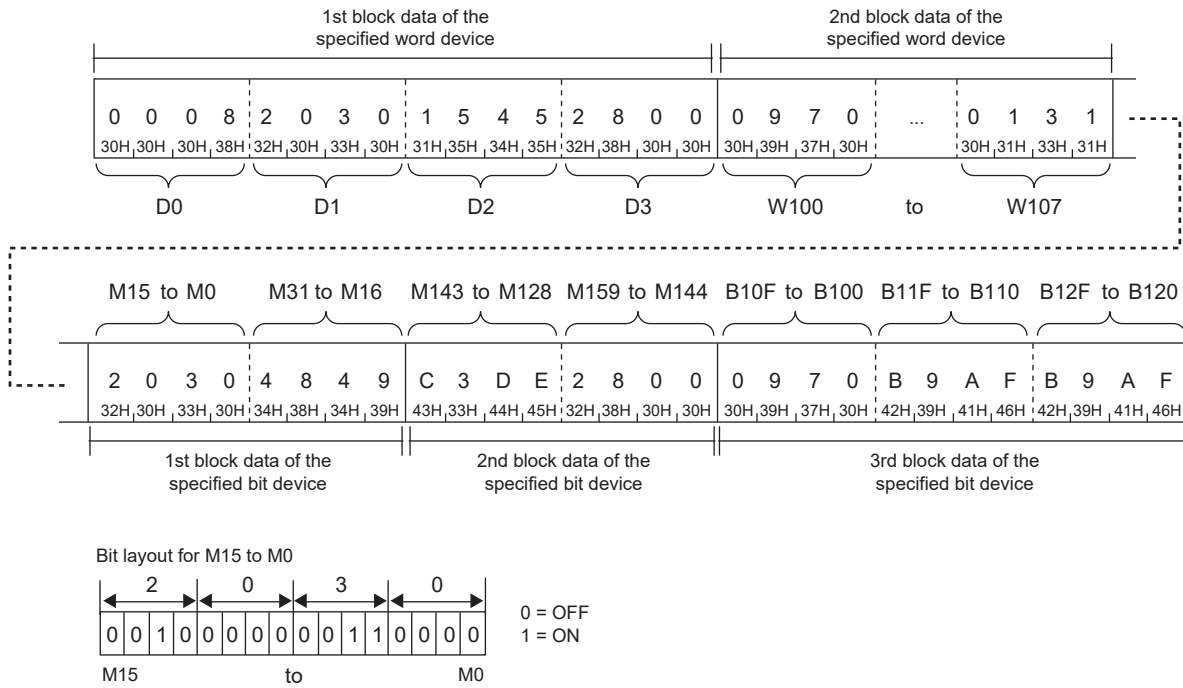 1st block data of the specified word device
2nd block data of the specified word device
0 0 0 8 2 0 3 0 1 5 4 5 2 8 0 0 0 9 7 0 ... 0 1 3 1
30H 30H 30H 38H 32H 30H 33H 30H 31H 35H 34H 35H 32H 38H 30H 30H 30H 39H 37H 30H 30H 31H 33H 31H
D0 D1 D2 D3 W100 to W107
M15 to M0 M31 to M16 M143 to M128 M159 to M144 B10F to B100 B11F to B110 B12F to B120
2 0 3 0 4 8 4 9 C 3 D E 2 8 0 0 0 9 7 0 B 9 A F B 9 A F
32H 30H 33H 30H 34H 38H 34H 39H 43H 33H 44H 45H 32H 38H 30H 30H 30H 39H 37H 30H 42H 39H 41H 46H 42H 39H 41H 46H
1st block data of the specified bit device
2nd block data of the specified bit device
3rd block data of the specified bit device
Bit layout for M15 to M0
2 0 3 0
0 0 1 0 0 0 0 0 0 0 1 1 0 0 0 0
M15 to M0
0 = OFF
1 = ON